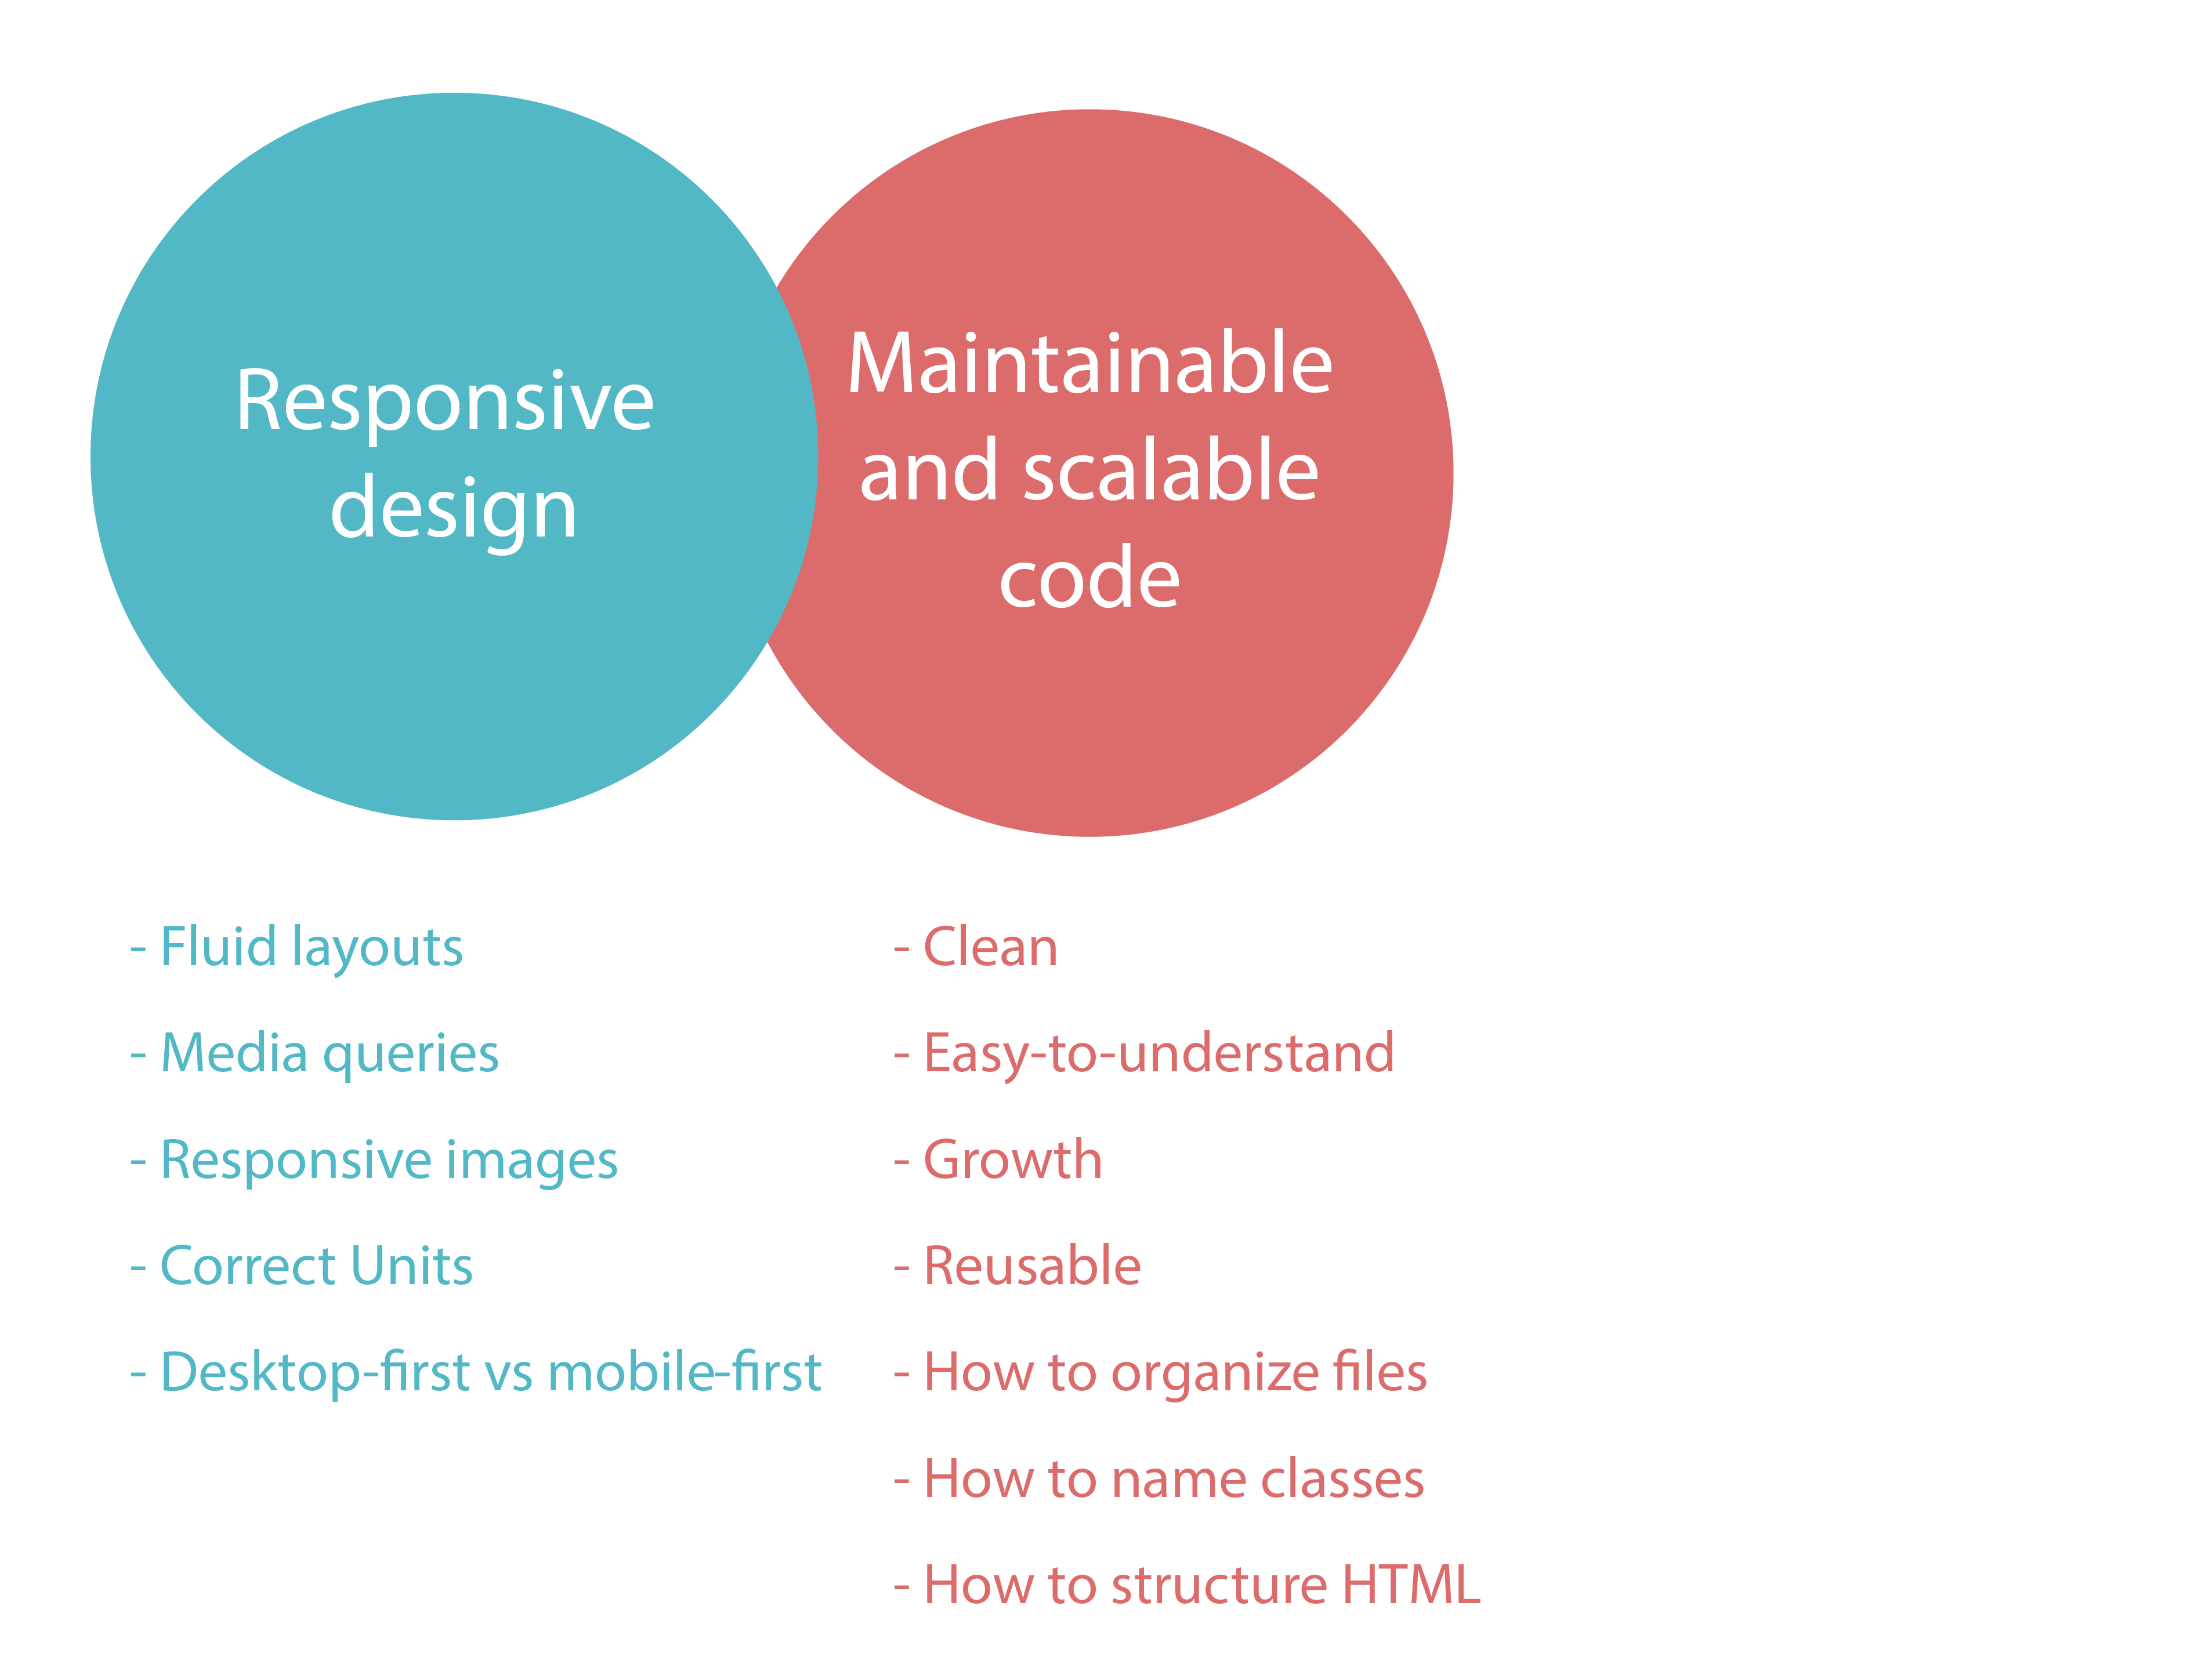 Responsive
design
Maintainable
and scalable
code
- Fluid layouts
- Media queries
- Responsive images
- Correct Units
- Desktop-first vs mobile-first
- Clean
- Easy-to-understand
- Growth
- Reusable
- How to organize files
- How to name classes
- How to structure HTML